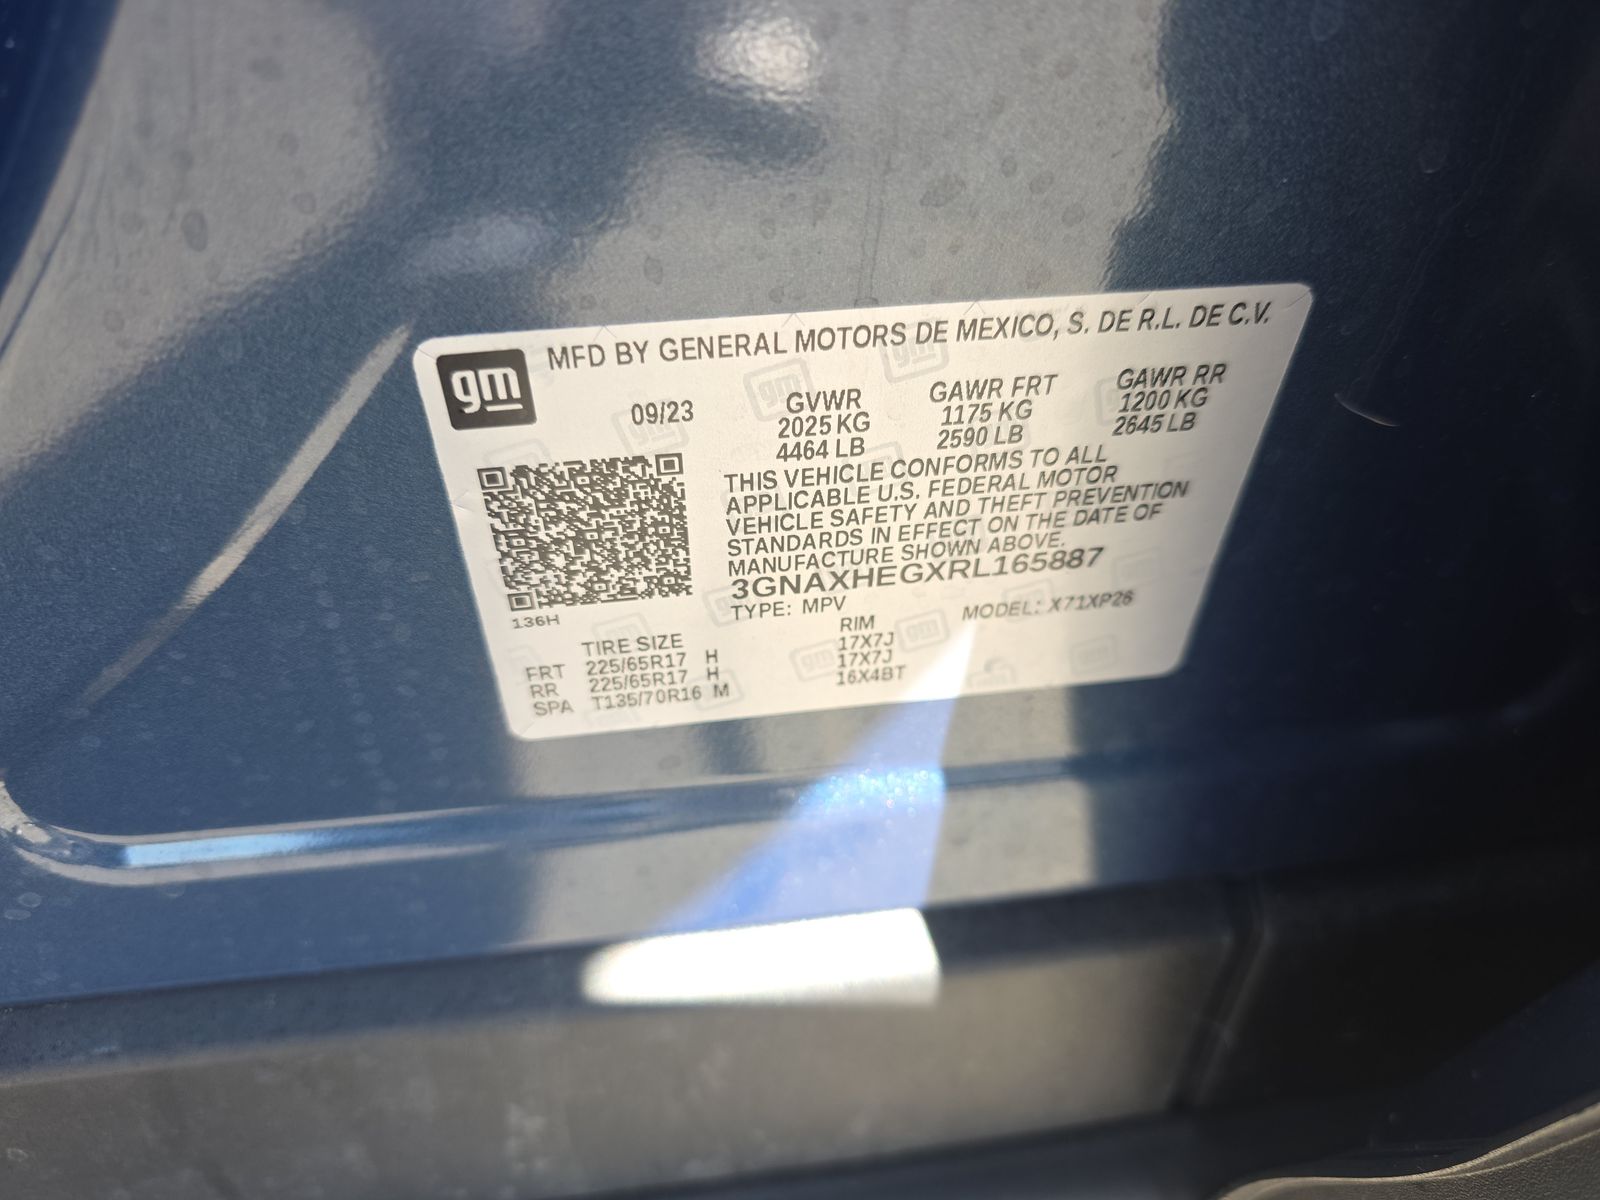 gm
MFD BY GENERAL MOTORS DE MEXICO, S. DE R.L. DE C.V.
09/23
GVWR
2025 KG
4464 LB
GAWR FRT
1175 KG
2590 LB
GAWR RR
1200 KG
2645 LB
THIS VEHICLE CONFORMS TO ALL
APPLICABLE U.S. FEDERAL MOTOR
VEHICLE SAFETY AND THEFT PREVENTION
STANDARDS IN EFFECT ON THE DATE OF
MANUFACTURE SHOWN ABOVE.
3GNAXHEGXRL165887
TYPE: MPV MODEL: X71XP26
136H
TIRE SIZE RIM
FRT 225/65R17 H 17X7J
RR 225/65R17 H 17X7J
SPA T135/70R16 M 16X4BT